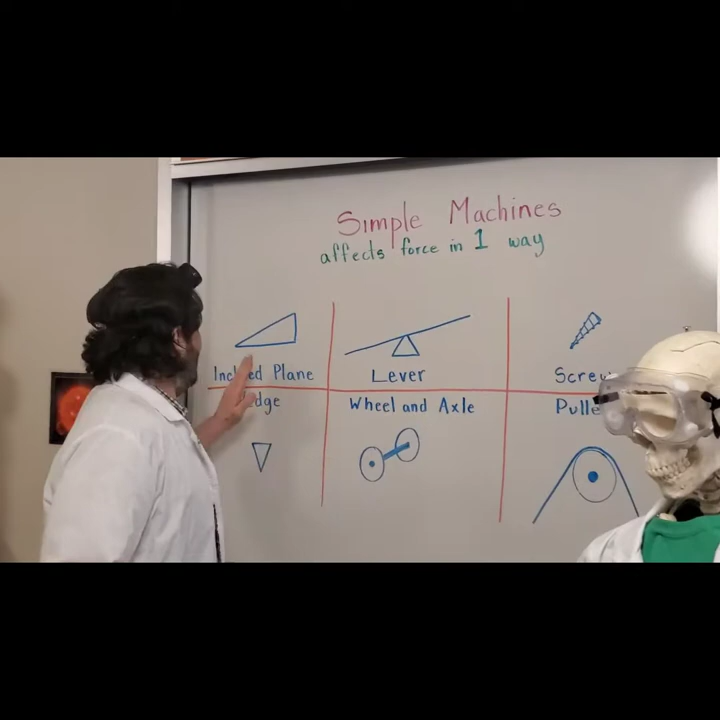 Simple Machines
affects force in 1 way
Plane
Lever
Wheel and Axle